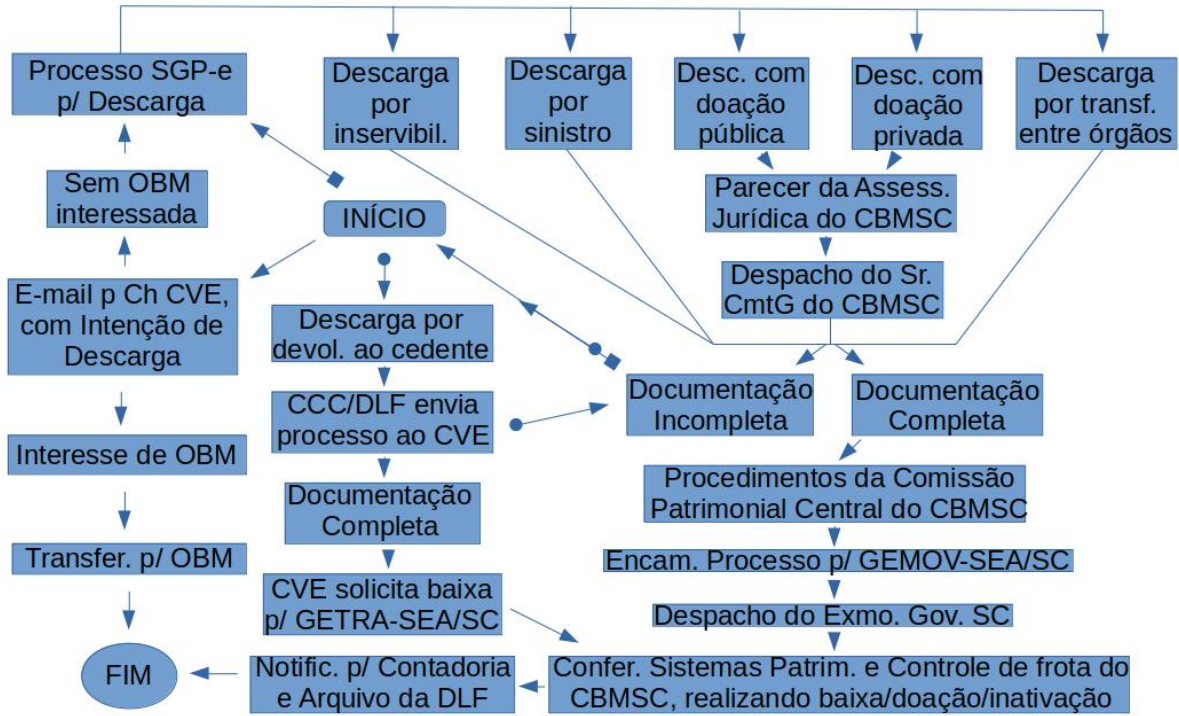 Processo SGP-e
p/ Descarga
Descarga
por
inservibil.
Descarga
por
sinistro
Desc. com
doação
pública
Desc. com
doação
privada
Descarga
por transf.
entre órgãos
Sem OBM
interessada
INÍCIO
Parecer da Assess.
Jurídica do CBMSC
E-mail p Ch CVE,
com Intenção de
Descarga
Despacho do Sr.
CmtG do CBMSC
Descarga por
devol. ao cedente
CCC/DLF envia
processo ao CVE
Documentação
Incompleta
Documentação
Completa
Interesse de OBM
Documentação
Completa
Procedimentos da Comissão
Patrimonial Central do CBMSC
Transfer. p/ OBM
Encam. Processo p/ GEMOV-SEA/SC
CVE solicita baixa
p/ GETRA-SEA/SC
Despacho do Exmo. Gov. SC
FIM
Notific. p/ Contadoria
e Arquivo da DLF
Confer. Sistemas Patrim. e Controle de frota do
CBMSC, realizando baixa/doação/inativação